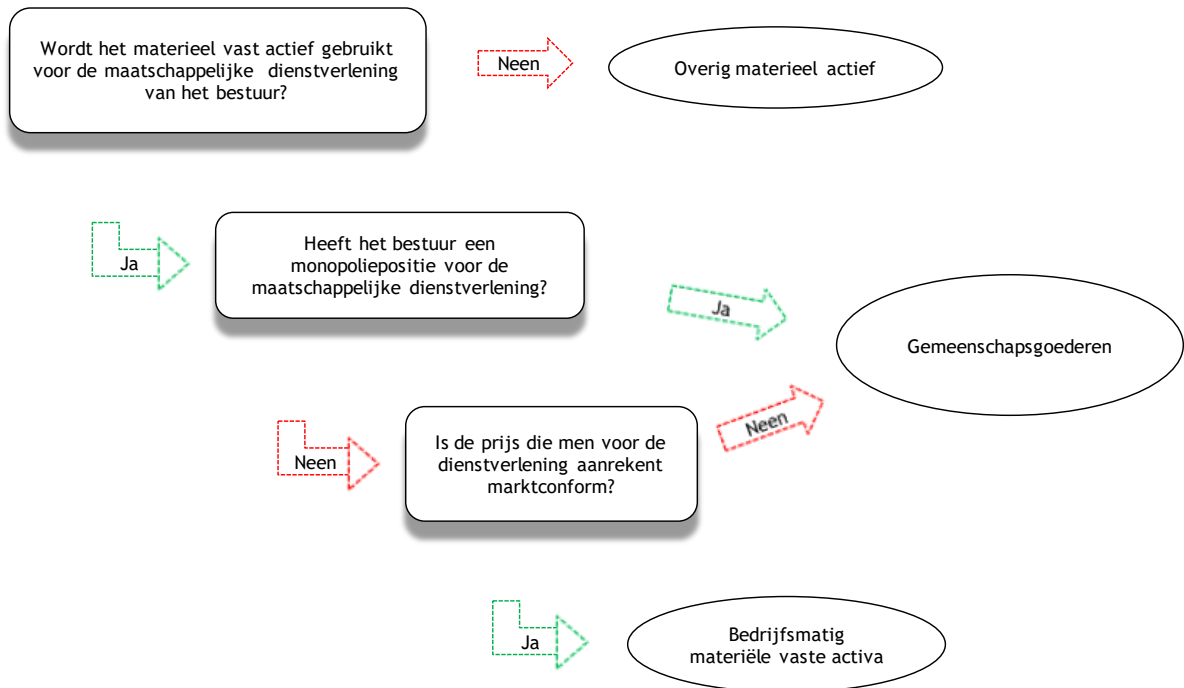 Wordt het materieel vast actief gebruikt
voor de maatschappelijke dienstverlening
van het bestuur?
Neen
Overig materieel actief
Ja
Heeft het bestuur een
monopoliepositie voor de
maatschappelijke dienstverlening?
Ja
Gemeenschapsgoederen
Neen
Is de prijs die men voor de
dienstverlening aanrekent
marktconform?
Neen
Ja
Bedrijfsmatig
materiële vaste activa